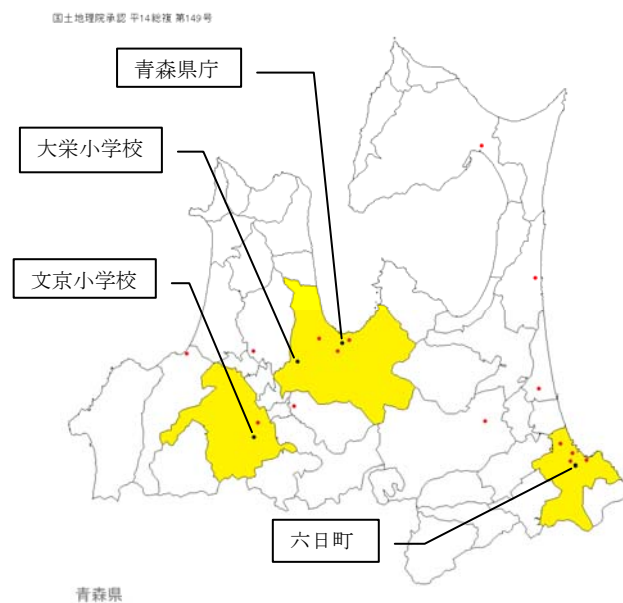 国土地理院承認 平14総複 第149号
青森県庁
大栄小学校
文京小学校
六日町
青森県